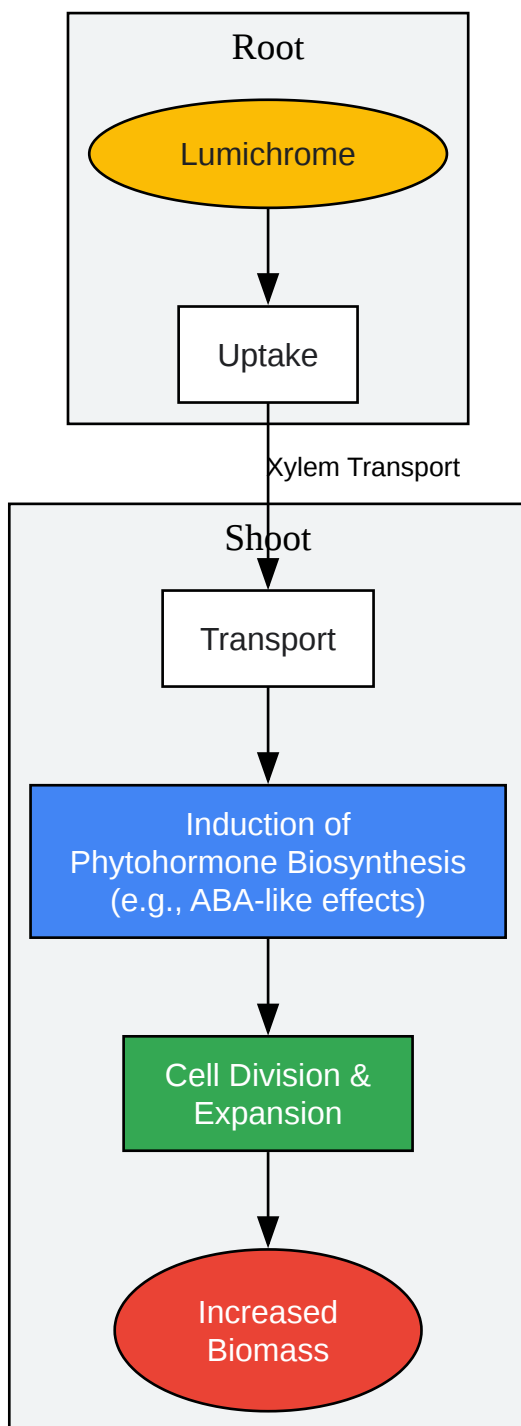 Root
Lumichrome
Uptake
Xylem Transport
Shoot
Transport
Induction of
Phytohormone Biosynthesis
(e.g., ABA-like effects)
Cell Division &
Expansion
Increased
Biomass